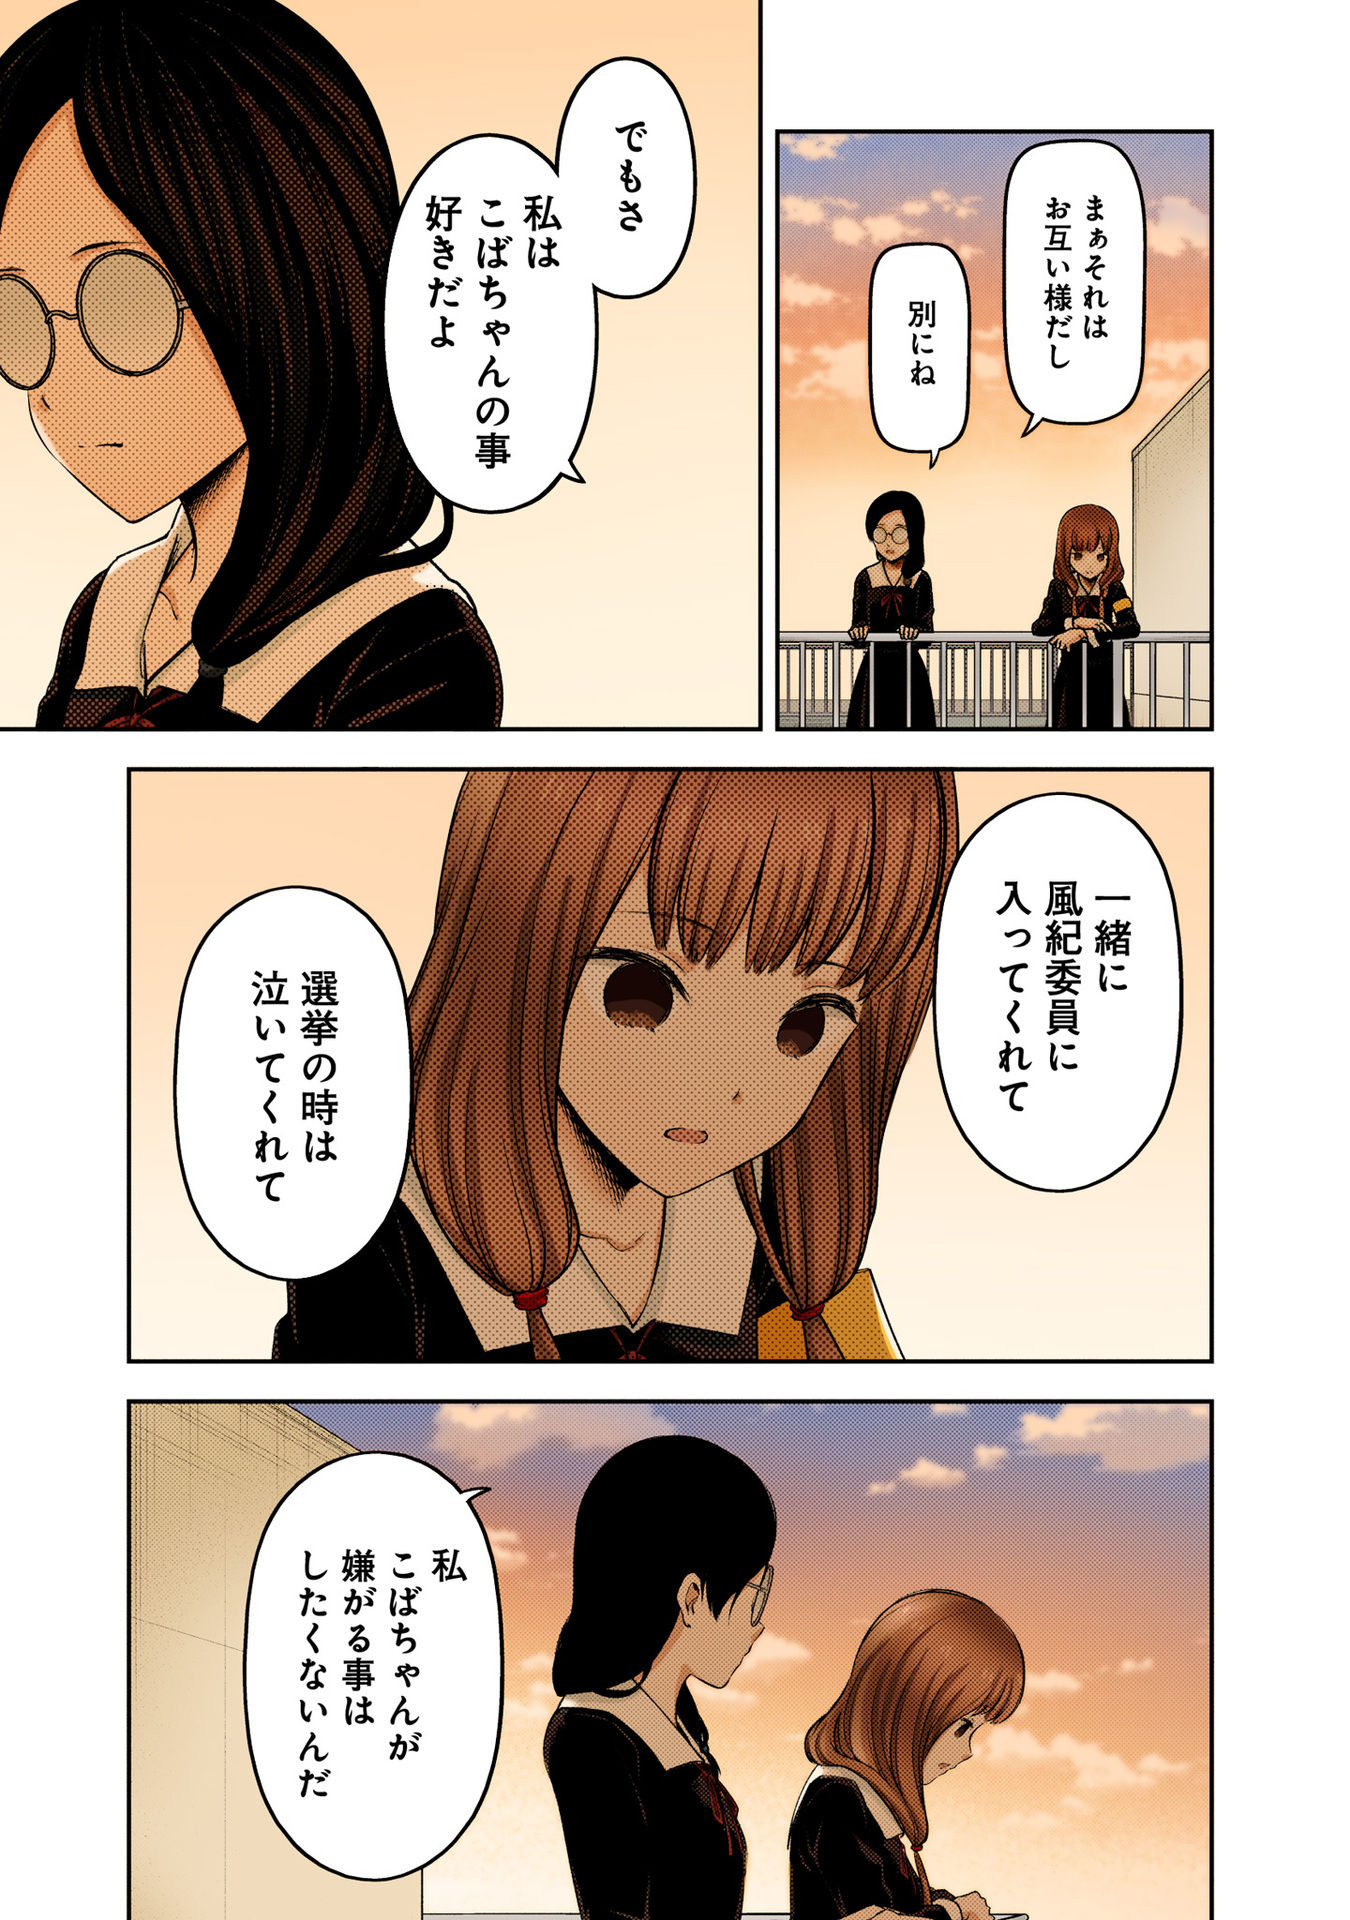 まぁそれは
お互い様だし
別にね
でもさ
私は
こばちゃんの事
好きだよ
一緒に
風紀委員に
入ってくれて
選挙の時は
泣いてくれて
私
こばちゃんが
嫌がる事は
したくないんだ